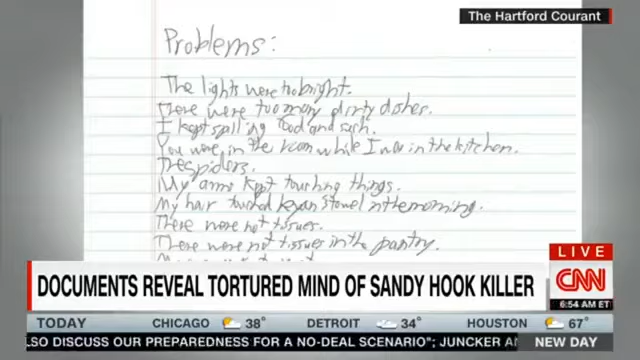 The Hartford Courant
Problems:
The lights were too bright.
There were too many dirty dishes.
I kept spilling food and such.
You were in the room while I was in the kitchen.
The spiders.
My arms kept touching things.
My hair touched towel in the morning.
There were not tissues.
There were not tissues in the pantry.
LIVE
DOCUMENTS REVEAL TORTURED MIND OF SANDY HOOK KILLER
CNN
6:54 AM ET
TODAY CHICAGO 38° DETROIT 34° HOUSTON 67°
LSO DISCUSS OUR PREPAREDNESS FOR A NO-DEAL SCENARIO"; JUNCKER AN NEW DAY